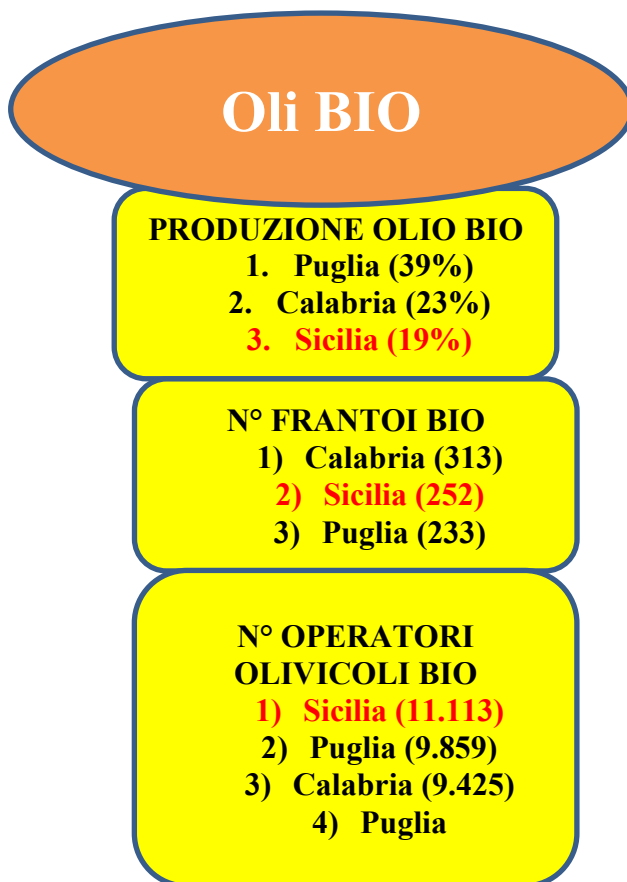 Oli BIO
PRODUZIONE OLIO BIO
1. Puglia (39%)
2. Calabria (23%)
3. Sicilia (19%)
N° FRANTOI BIO
1) Calabria (313)
2) Sicilia (252)
3) Puglia (233)
N° OPERATORI
OLIVICOLI BIO
1) Sicilia (11.113)
2) Puglia (9.859)
3) Calabria (9.425)
4) Puglia